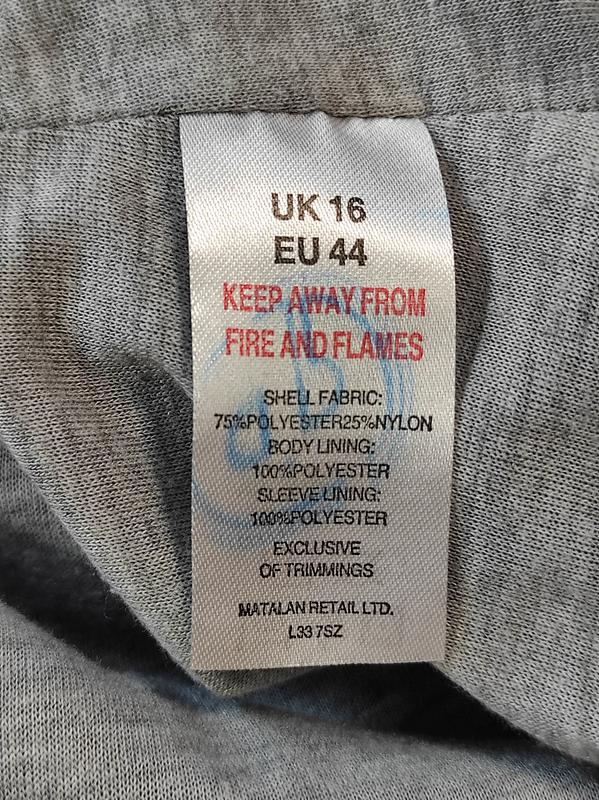 UK 16
EU 44
KEEP AWAY FROM
FIRE AND FLAMES
SHELL FABRIC:
75%POLYESTER25%NYLON
BODY LINING:
100%POLYESTER
SLEEVE LINING:
100%POLYESTER
EXCLUSIVE
OF TRIMMINGS
MATALAN RETAIL LTD.
L33 7SZ